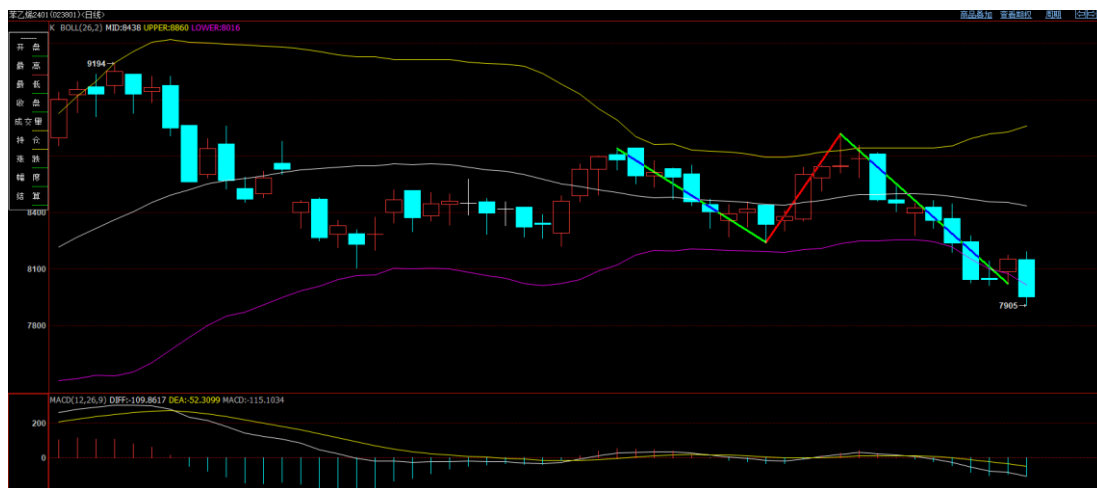 苯乙烯2401(023801)<日线>
商品叠加 查看期权 周期
K BOLL(26,2) MID:8438 UPPER:8860 LOWER:8016
开 盘
最 高
最 低
收 盘
成交量
持 仓
涨 跌
幅 度
结 算
9194→
8400
8100
7905→
7800
MACD(12,26,9) DIFF:-109.8617 DEA:-52.3099 MACD:-115.1034
200
0